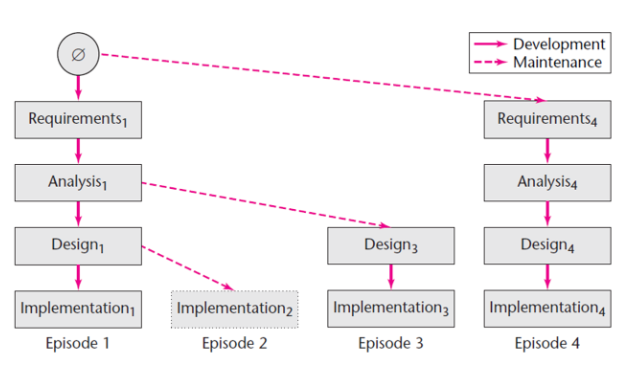 ∅
Development
Maintenance
Requirements₁
Requirements₄
Analysis₁
Analysis₄
Design₁
Design₃
Design₄
Implementation₁
Implementation₂
Implementation₃
Implementation₄
Episode 1
Episode 2
Episode 3
Episode 4